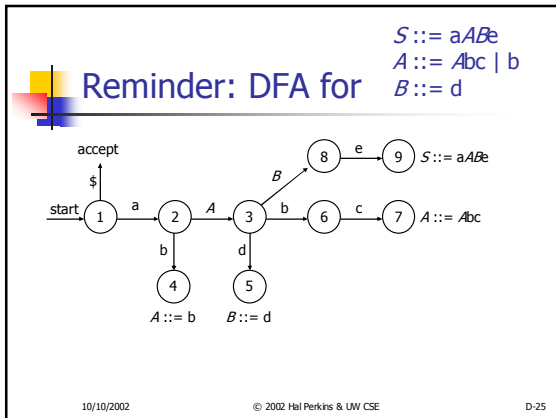 Reminder: DFA for
S ::= aABe
A ::= Abc | b
B ::= d
accept
$
start
1
a
2
A
3
B
8
e
9
S ::= aABe
b
6
c
7
A ::= Abc
b
4
A ::= b
d
5
B ::= d
10/10/2002
© 2002 Hal Perkins & UW CSE
D-25